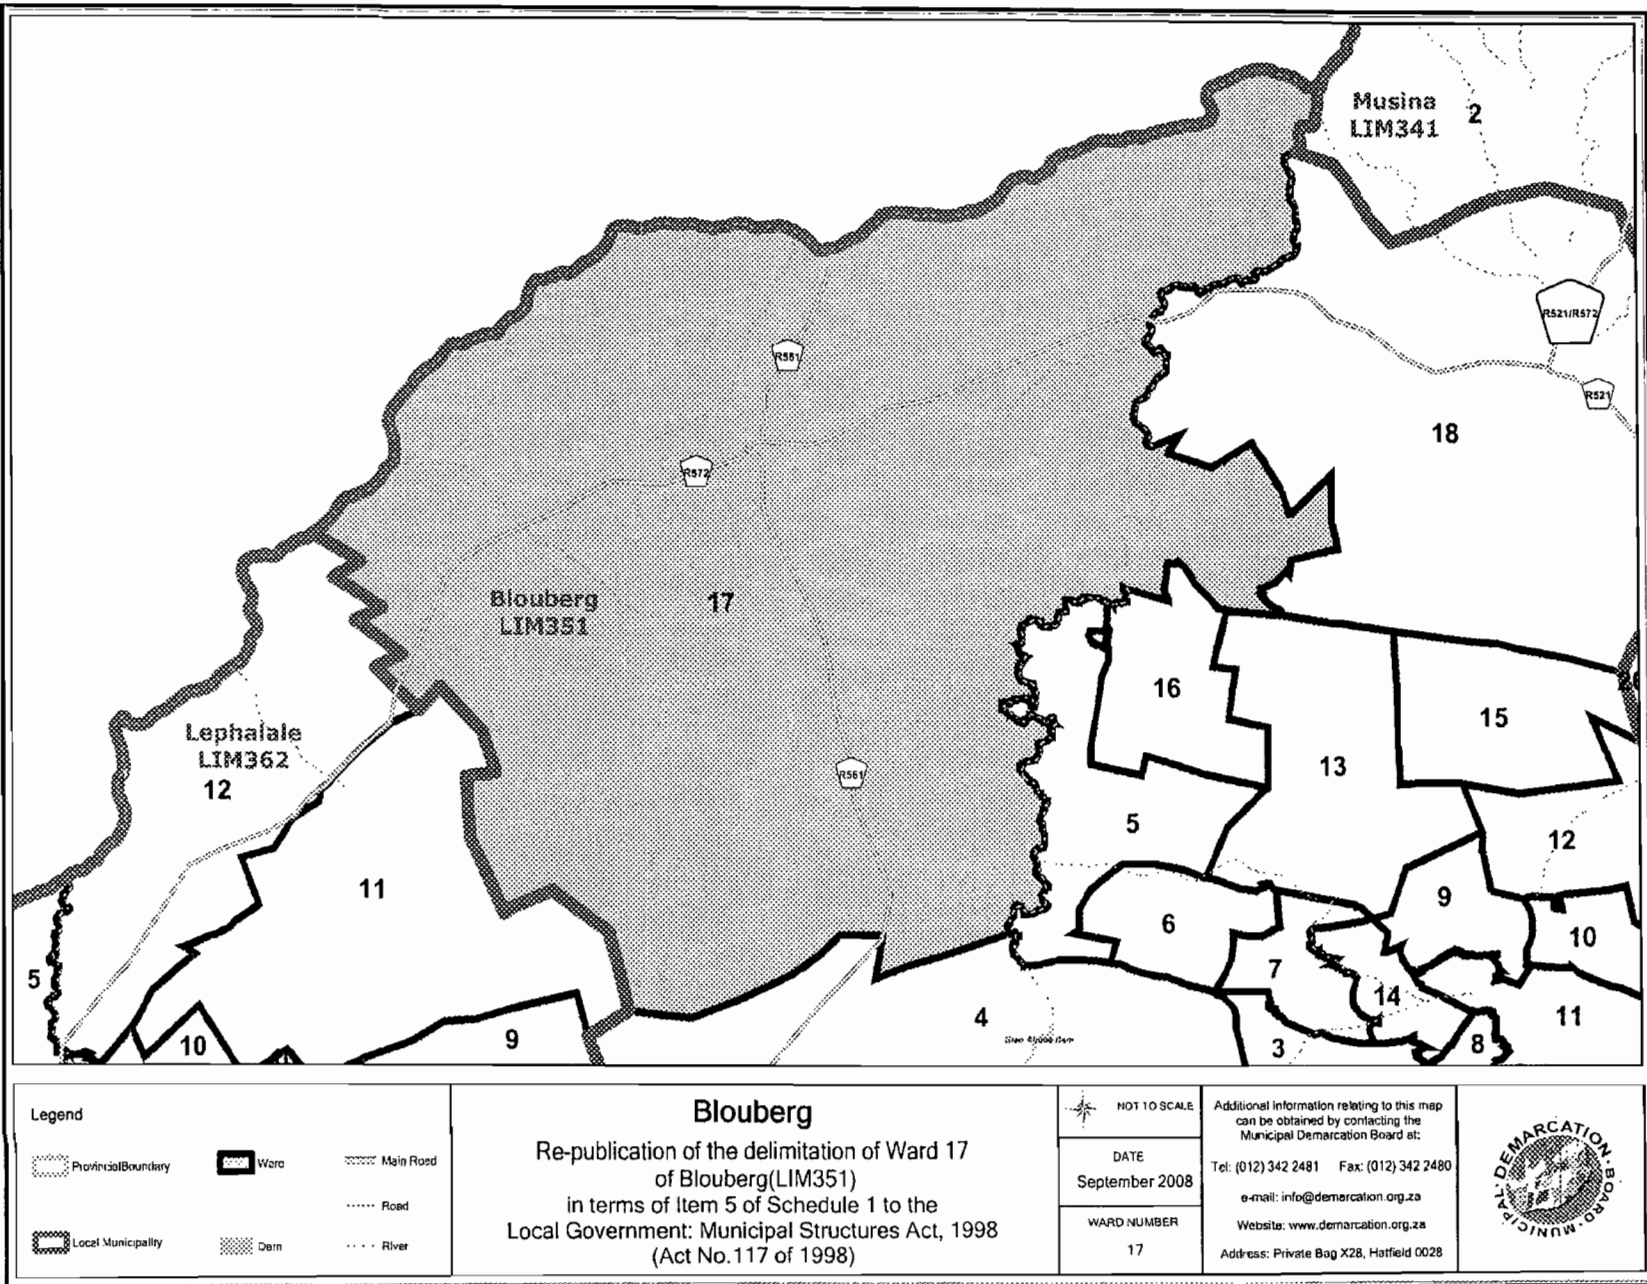 Musina
LIM341
2
R521/R572
R561
R521
18
R572
Blouberg
LIM351
17
16
15
Lephalale
LIM362
12
13
R561
5
12
11
9
6
10
5
7
14
4
11
10
9
3
8
Legend
Provincial Boundary
Ward
Main Road
Road
Local Municipality
Dam
River
Blouberg
Re-publication of the delimitation of Ward 17
of Blouberg(LIM351)
in terms of Item 5 of Schedule 1 to the
Local Government: Municipal Structures Act, 1998
(Act No.117 of 1998)
NOT TO SCALE
DATE
September 2008
WARD NUMBER
17
Additional information relating to this map
can be obtained by contacting the
Municipal Demarcation Board at:
Tel: (012) 342 2481 Fax: (012) 342 2480
e-mail: info@demarcation.org.za
Website: www.demarcation.org.za
Address: Private Bag X28, Hatfield 0028
MUNICIPAL DEMARCATION BOARD